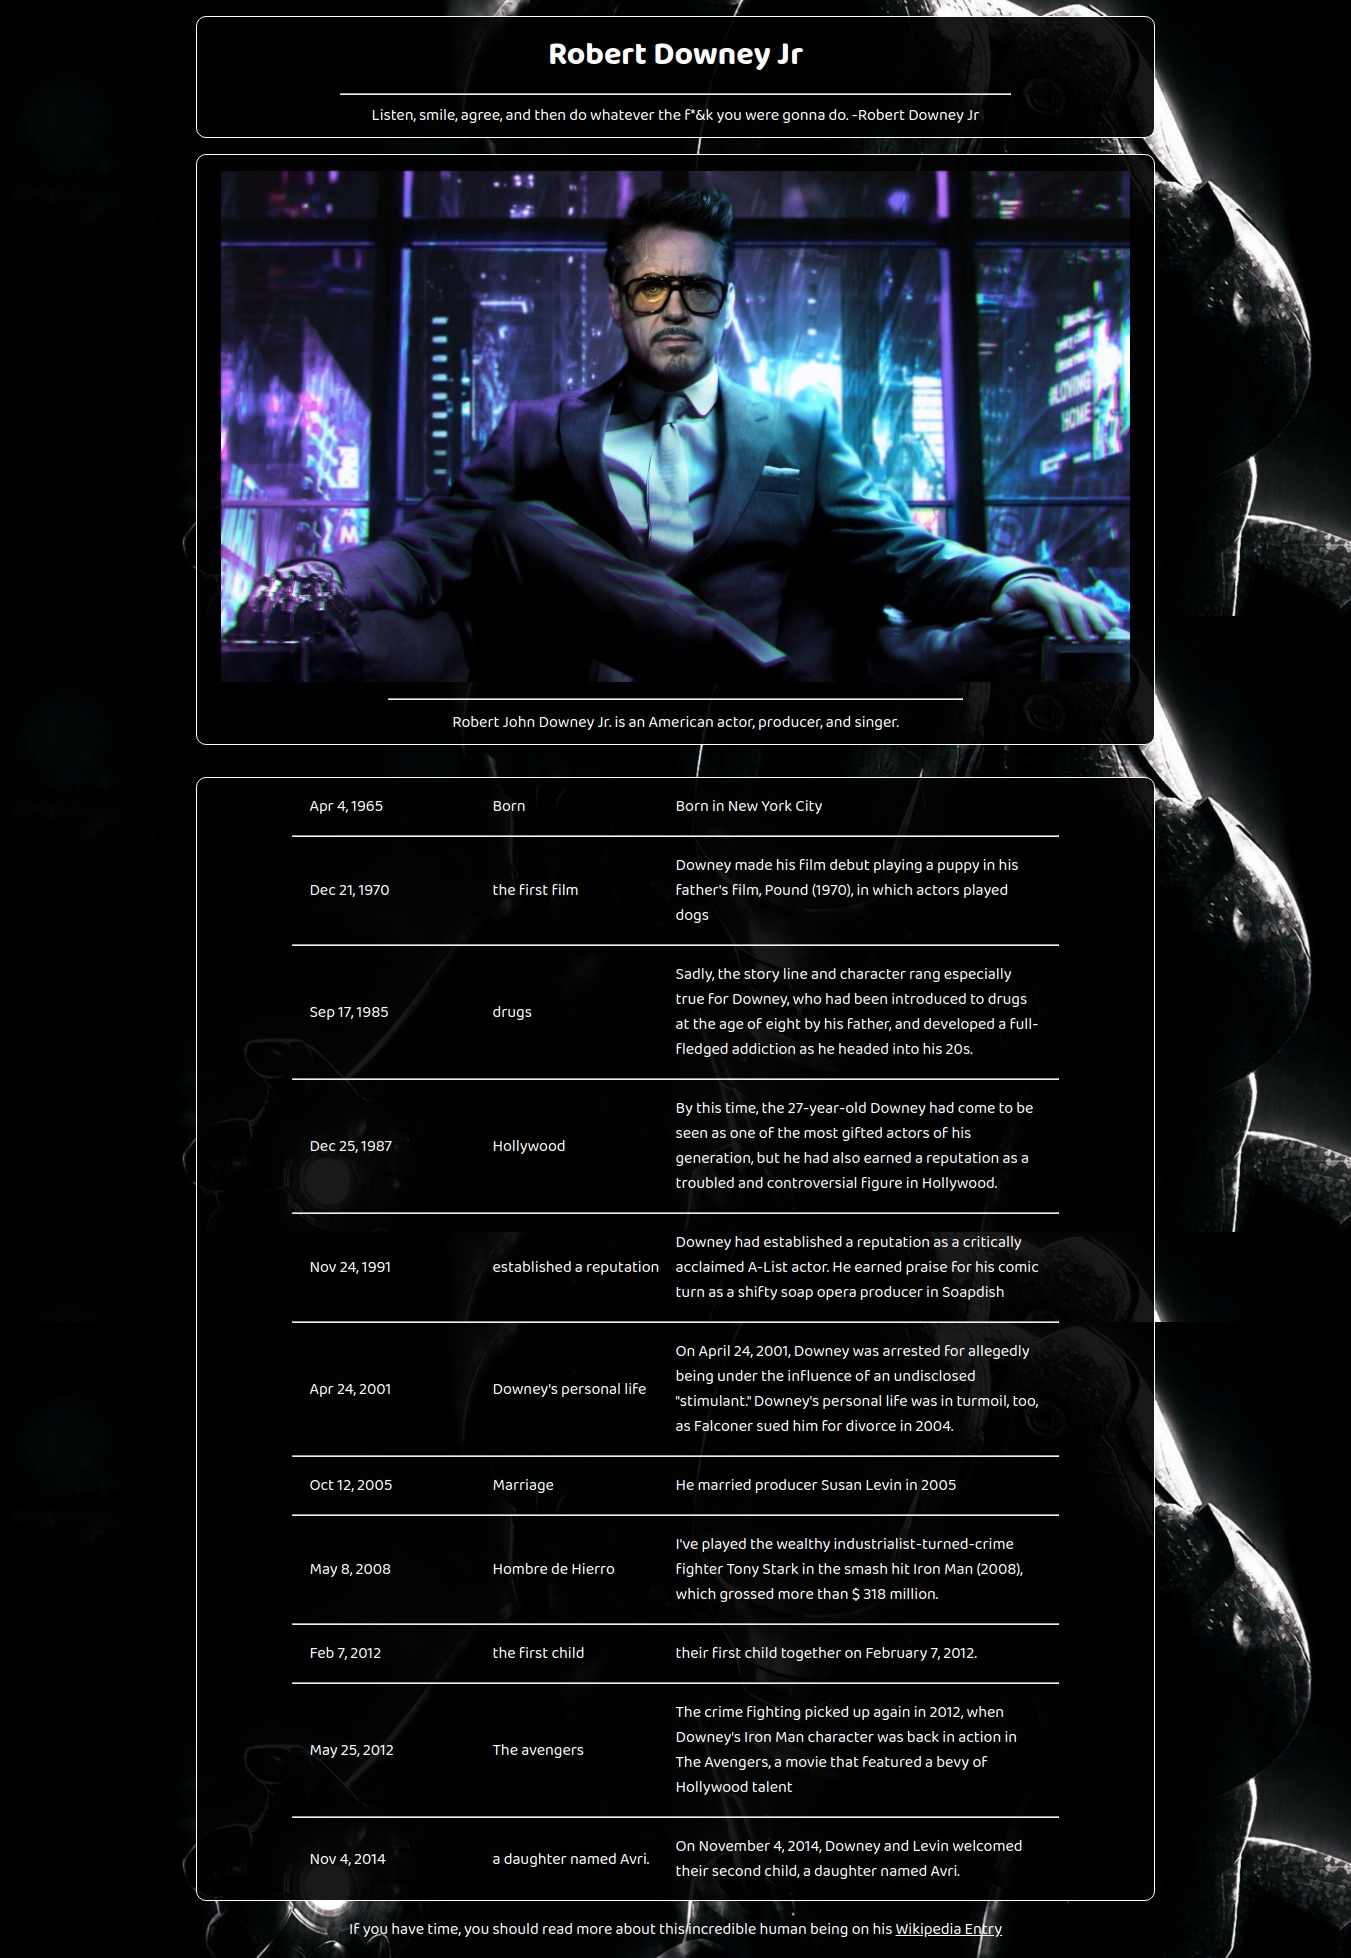 Robert Downey Jr
Listen, smile, agree, and then do whatever the f*&k you were gonna do. -Robert Downey Jr
LOVING
HOME
Robert John Downey Jr. is an American actor, producer, and singer.
Apr 4, 1965 Born Born in New York City
Downey made his film debut playing a puppy in his
Dec 21, 1970 the first film father's film, Pound (1970), in which actors played
dogs
Sadly, the story line and character rang especially
true for Downey, who had been introduced to drugs
Sep 17, 1985 drugs
at the age of eight by his father, and developed a full-
fledged addiction as he headed into his 20s.
By this time, the 27-year-old Downey had come to be
seen as one of the most gifted actors of his
Dec 25, 1987 Hollywood
generation, but he had also earned a reputation as a
troubled and controversial figure in Hollywood.
Downey had established a reputation as a critically
Nov 24, 1991 established a reputation acclaimed A-List actor. He earned praise for his comic
turn as a shifty soap opera producer in Soapdish
On April 24, 2001, Downey was arrested for allegedly
being under the influence of an undisclosed
Apr 24, 2001 Downey's personal life
"stimulant." Downey's personal life was in turmoil, too,
as Falconer sued him for divorce in 2004.
Oct 12, 2005 Marriage He married producer Susan Levin in 2005
I've played the wealthy industrialist-turned-crime
May 8, 2008 Hombre de Hierro fighter Tony Stark in the smash hit Iron Man (2008),
which grossed more than $ 318 million.
Feb 7, 2012 the first child their first child together on February 7, 2012.
The crime fighting picked up again in 2012, when
Downey's Iron Man character was back in action in
May 25, 2012 The avengers
The Avengers, a movie that featured a bevy of
Hollywood talent
On November 4, 2014, Downey and Levin welcomed
Nov 4, 2014 a daughter named Avri.
their second child, a daughter named Avri.
If you have time, you should read more about this incredible human being on his Wikipedia Entry